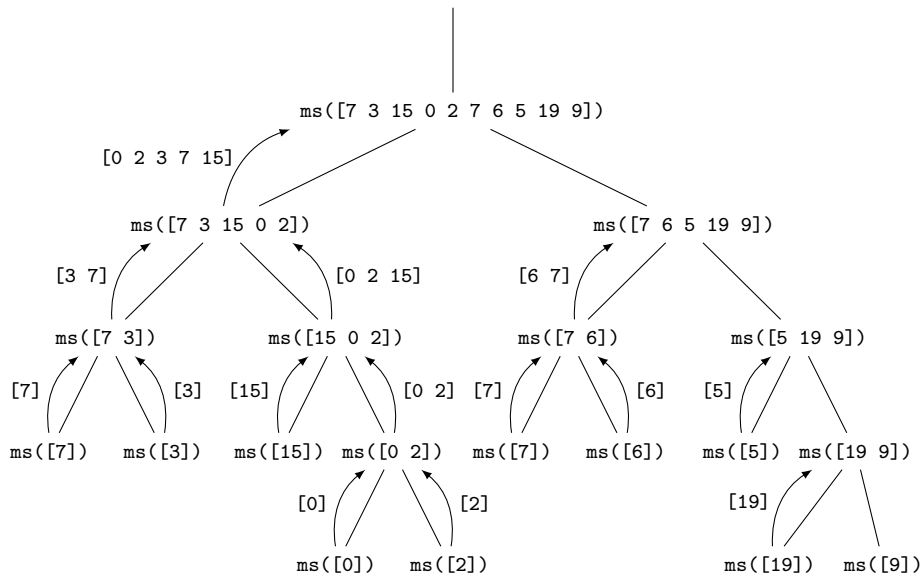 ms([7 3 15 0 2 7 6 5 19 9])
[0 2 3 7 15]
ms([7 3 15 0 2])
ms([7 6 5 19 9])
[3 7]
[0 2 15]
[6 7]
ms([7 3])
ms([15 0 2])
ms([7 6])
ms([5 19 9])
[7]
[3]
[15]
[0 2]
[7]
[6]
[5]
ms([7])
ms([3])
ms([15])
ms([0 2])
ms([7])
ms([6])
ms([5])
ms([19 9])
[0]
[2]
[19]
ms([0])
ms([2])
ms([19])
ms([9])